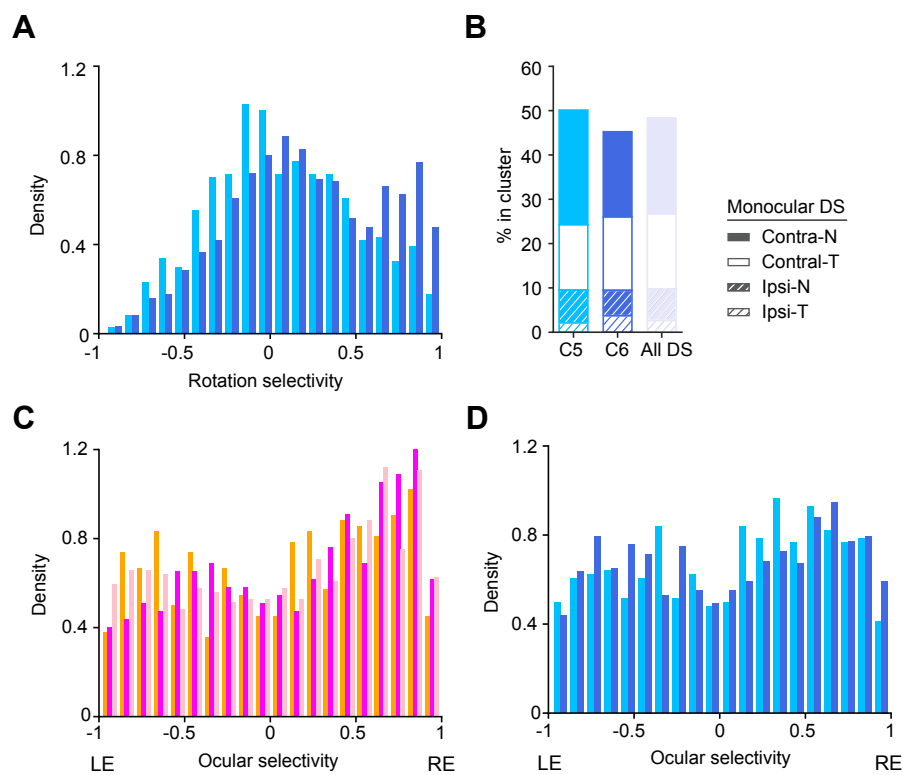 A
Density
1.2
0.8
0.4
0
-1
-0.5
0
0.5
1
Rotation selectivity
B
% in cluster
60
50
40
30
20
10
0
C5
C6
All DS
Monocular DS
Contra-N
Contral-T
Ipsi-N
Ipsi-T
C
Density
1.2
0.8
0.4
0
-1
-0.5
0
0.5
1
LE
Ocular selectivity
RE
D
Density
1.2
0.8
0.4
0
-1
-0.5
0
0.5
1
LE
Ocular selectivity
RE